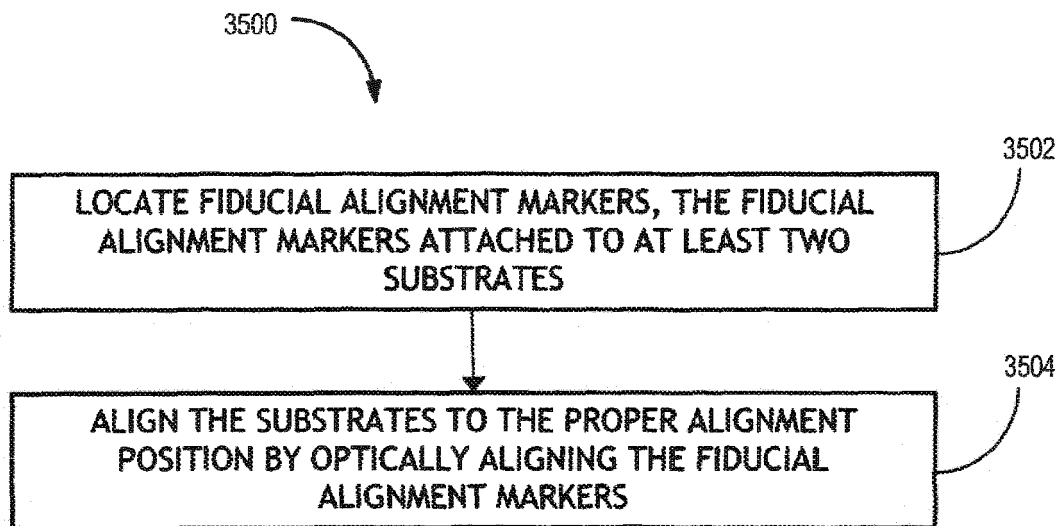 3500
3502
LOCATE FIDUCIAL ALIGNMENT MARKERS, THE FIDUCIAL
ALIGNMENT MARKERS ATTACHED TO AT LEAST TWO
SUBSTRATES
3504
ALIGN THE SUBSTRATES TO THE PROPER ALIGNMENT
POSITION BY OPTICALLY ALIGNING THE FIDUCIAL
ALIGNMENT MARKERS